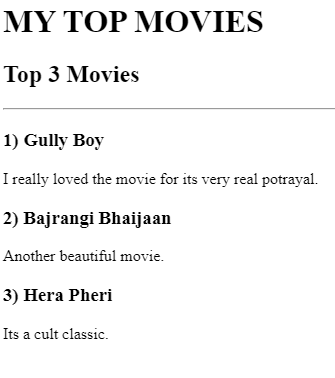 MY TOP MOVIES
Top 3 Movies
1) Gully Boy
I really loved the movie for its very real potrayal.
2) Bajrangi Bhaijaan
Another beautiful movie.
3) Hera Pheri
Its a cult classic.